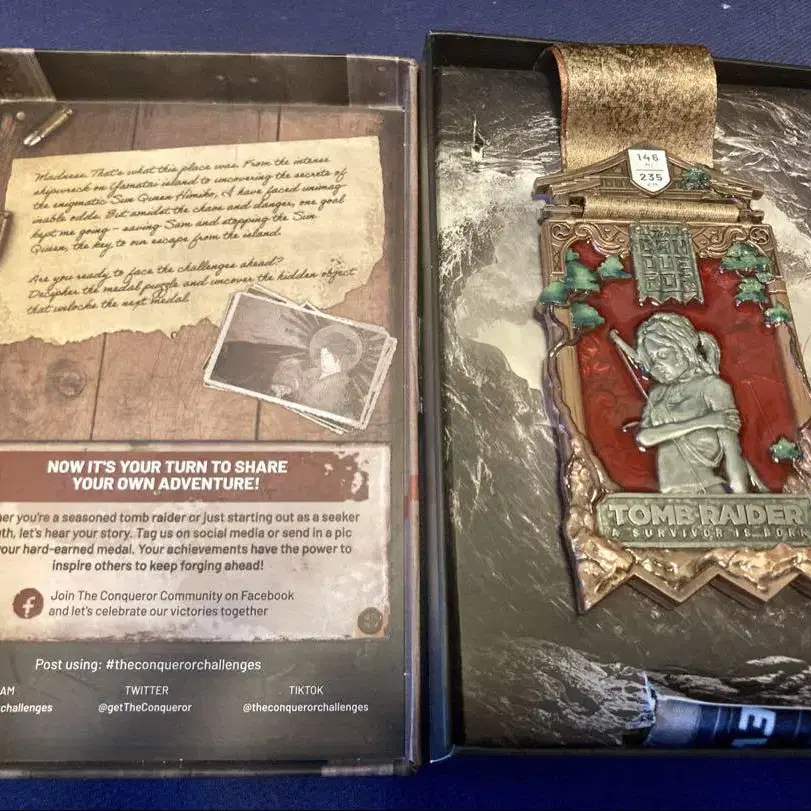 Madness. That's what this place was. From the intense
shipwreck on Yamatai island to uncovering the secrets of
the enigmatic Sun Queen Himiko, I have faced unimag-
inable odds. But amidst the chaos and danger, one goal
kept me going - saving Sam and stopping the Sun
Queen, the key to our escape from the island.
Are you ready to face the challenges ahead?
Decipher the medal puzzle and uncover the hidden object
that unlocks the next medal.
NOW IT'S YOUR TURN TO SHARE
YOUR OWN ADVENTURE!
er you're a seasoned tomb raider or just starting out as a seeker
th, let's hear your story. Tag us on social media or send in a pic
our hard-earned medal. Your achievements have the power to
inspire others to keep forging ahead!
Join The Conqueror Community on Facebook
and let's celebrate our victories together
Post using: #theconquerorchallenges
AM
TWITTER
TIKTOK
challenges
@getTheConqueror
@theconquerorchallenges
146
MI
235
KM
TOMB RAIDER
A SURVIVOR IS BORN